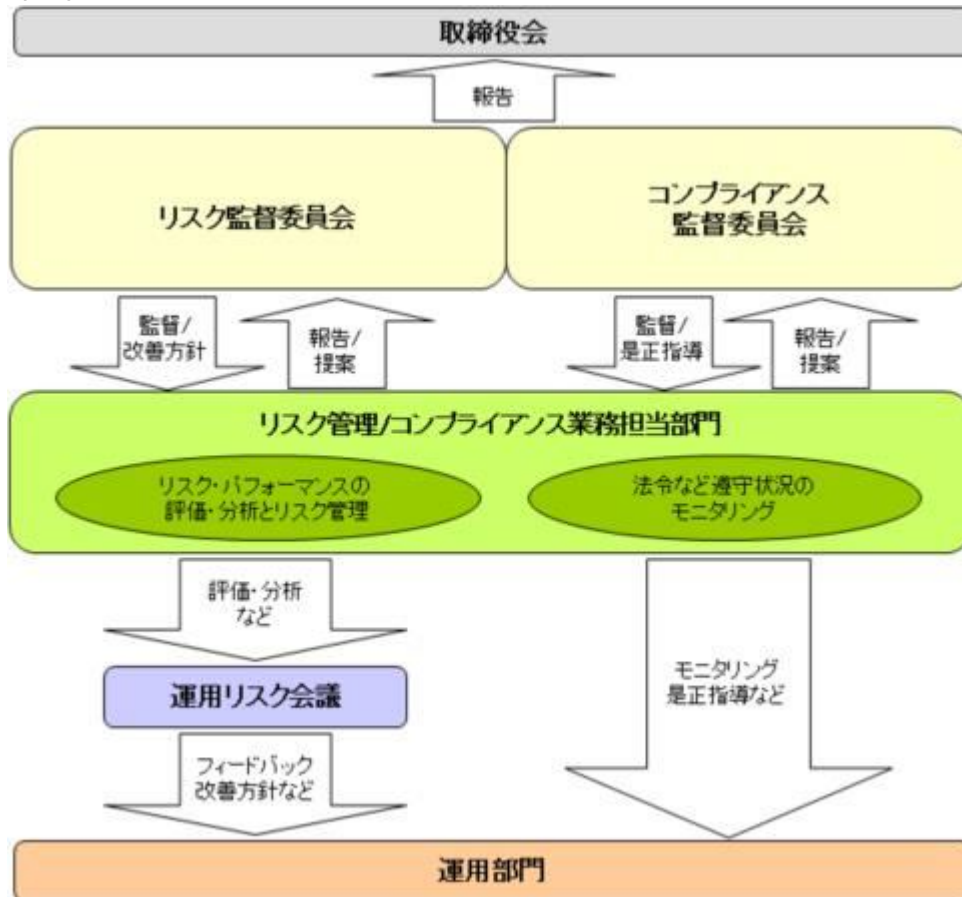 取締役会
報告
リスク監督委員会
コンプライアンス
監督委員会
監督/
改善方針
報告/
提案
監督/
是正指導
報告/
提案
リスク管理/コンプライアンス業務担当部門
リスク・パフォーマンスの
評価・分析とリスク管理
法令など遵守状況の
モニタリング
評価・分析
など
運用リスク会議
モニタリング
是正指導など
フィードバック
改善方針など
運用部門